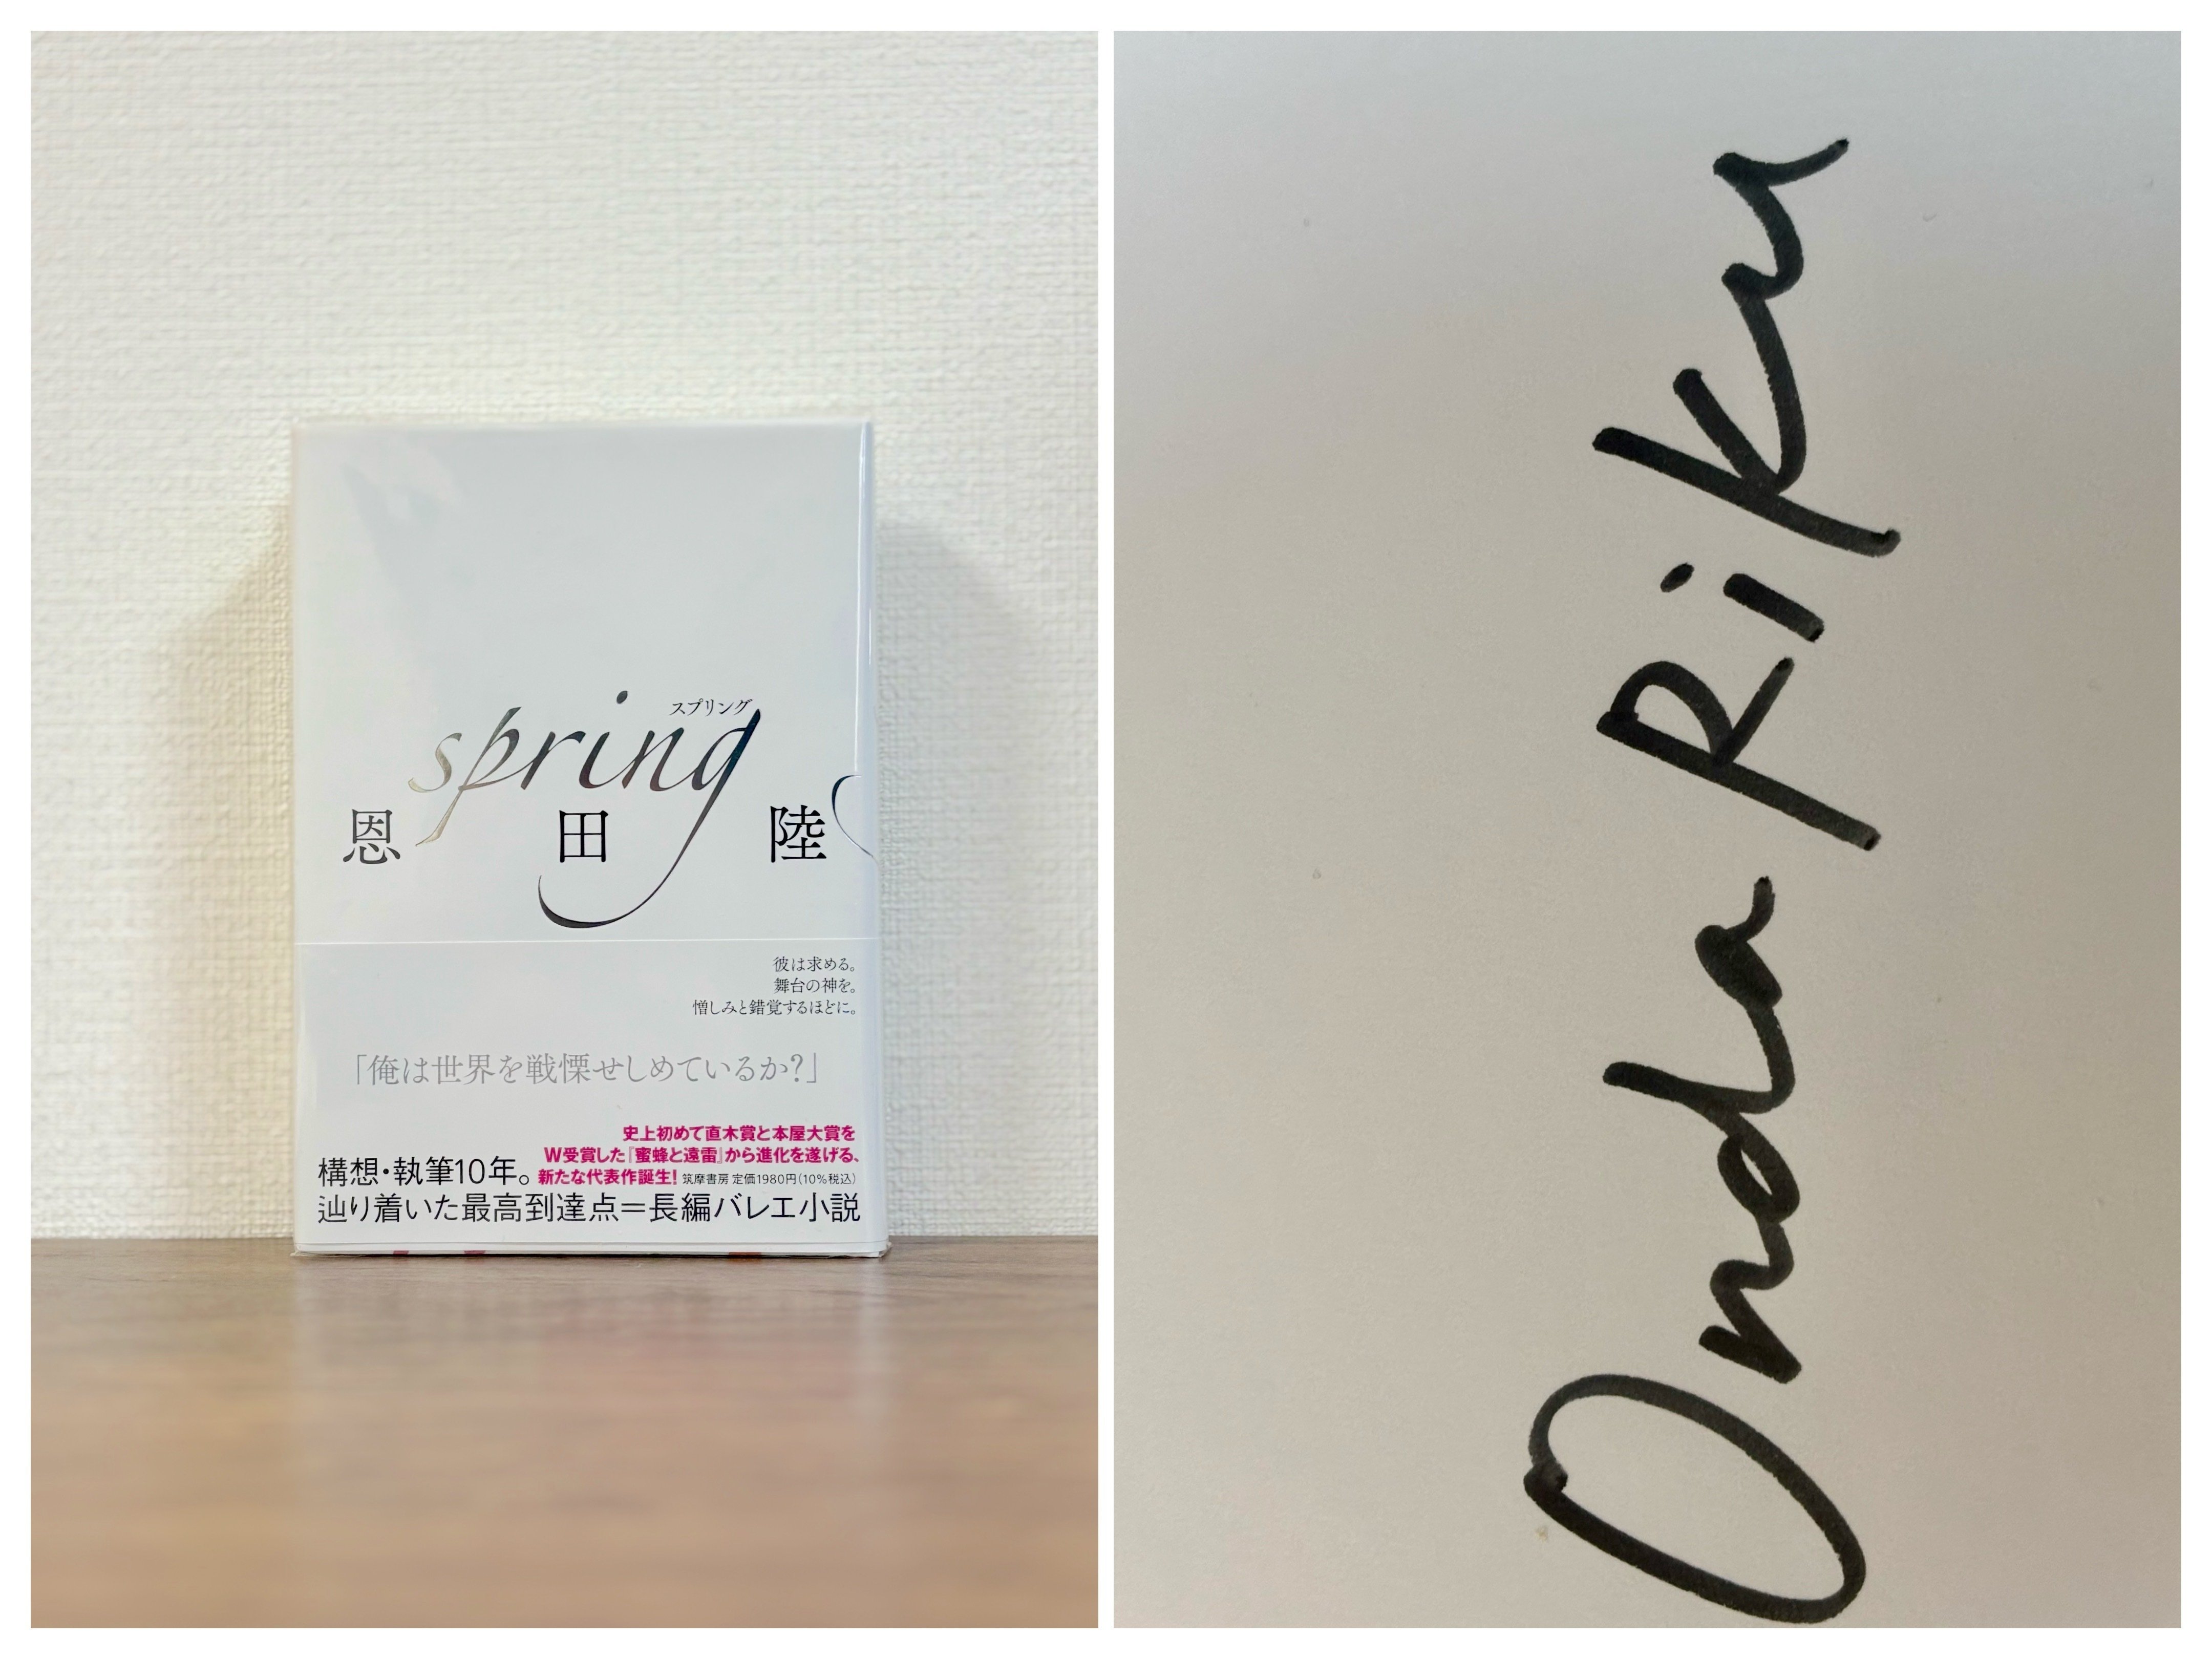 スプリング
spring
恩田陸
彼は求める。
舞台の神を。
憎しみと錯覚するほどに。
「俺は世界を戦慄せしめているか?」
史上初めて直木賞と本屋大賞を
W受賞した『蜜蜂と遠雷』から進化を遂げる、
新たな代表作誕生! 筑摩書房 定価1980円(10%税込)
構想・執筆10年。
辿り着いた最高到達点=長編バレエ小説
Onda Riku